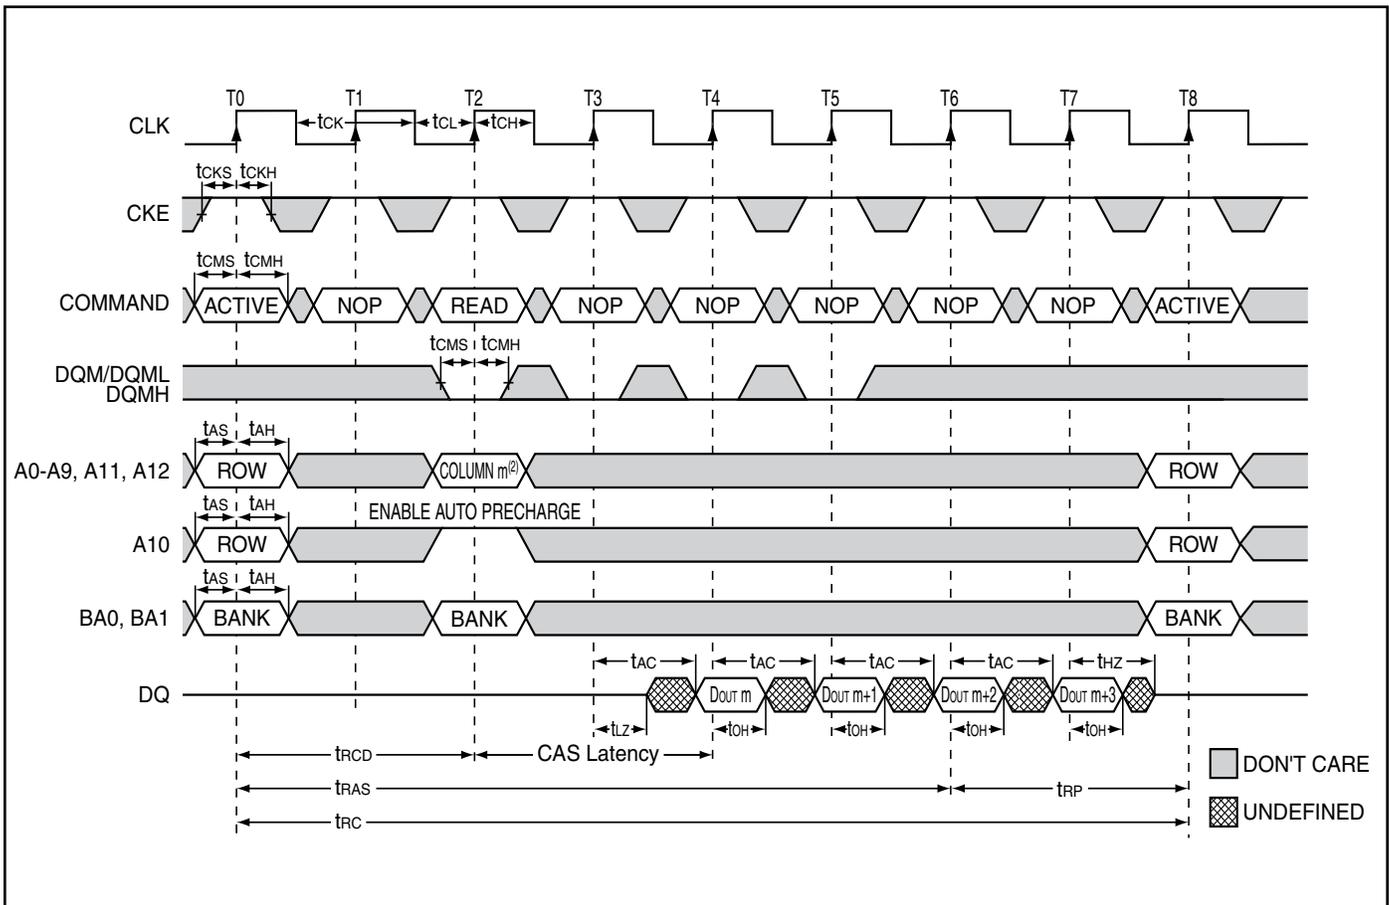 T0 T1 T2 T3 T4 T5 T6 T7 T8
CLK tCK tCL tCH
tCKS tCKH
CKE
tCMS tCMH
COMMAND ACTIVE NOP READ NOP NOP NOP NOP NOP ACTIVE
tCMS tCMH
DQM/DQML
DQMH
tAS tAH
A0-A9, A11, A12 ROW COLUMN m(2) ROW
tAS tAH ENABLE AUTO PRECHARGE
A10 ROW ROW
tAS tAH
BA0, BA1 BANK BANK BANK
tAC tAC tAC tAC tHZ
DQ DOUT m DOUT m+1 DOUT m+2 DOUT m+3
tLZ tOH tOH tOH tOH
tRCD CAS Latency
DON'T CARE
tRAS tRP
UNDEFINED
tRC